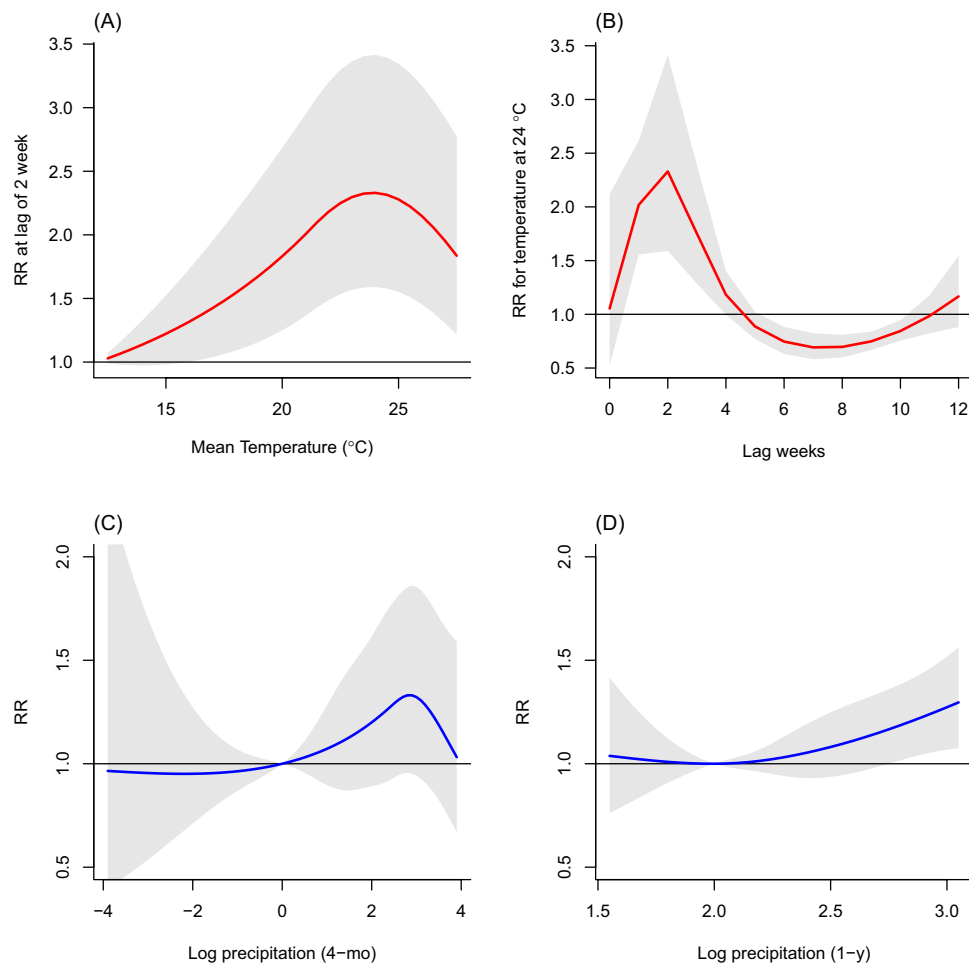 (A)
3.5
3.0
2.5
2.0
1.5
1.0
RR at lag of 2 week
15 20 25
Mean Temperature (°C)
(B)
3.5
3.0
2.5
2.0
1.5
1.0
0.5
RR for temperature at 24 °C
0 2 4 6 8 10 12
Lag weeks
(C)
2.0
1.5
1.0
0.5
RR
−4 −2 0 2 4
Log precipitation (4−mo)
(D)
2.0
1.5
1.0
0.5
RR
1.5 2.0 2.5 3.0
Log precipitation (1−y)